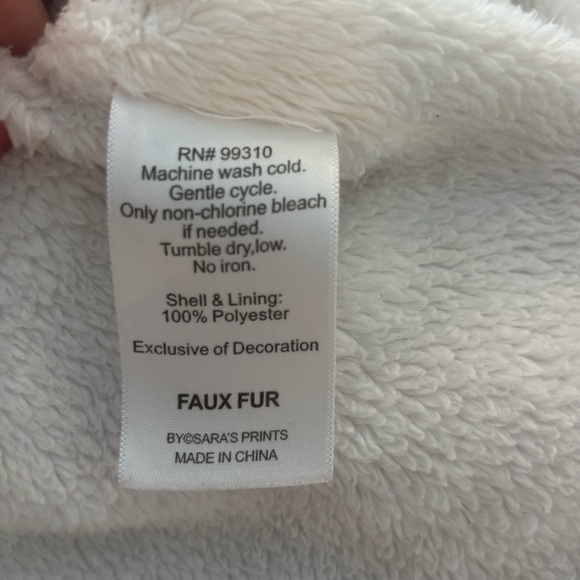 RN# 99310
Machine wash cold.
Gentle cycle.
Only non-chlorine bleach
if needed.
Tumble dry,low.
No iron.
Shell & Lining:
100% Polyester
Exclusive of Decoration
FAUX FUR
BY©SARA'S PRINTS
MADE IN CHINA